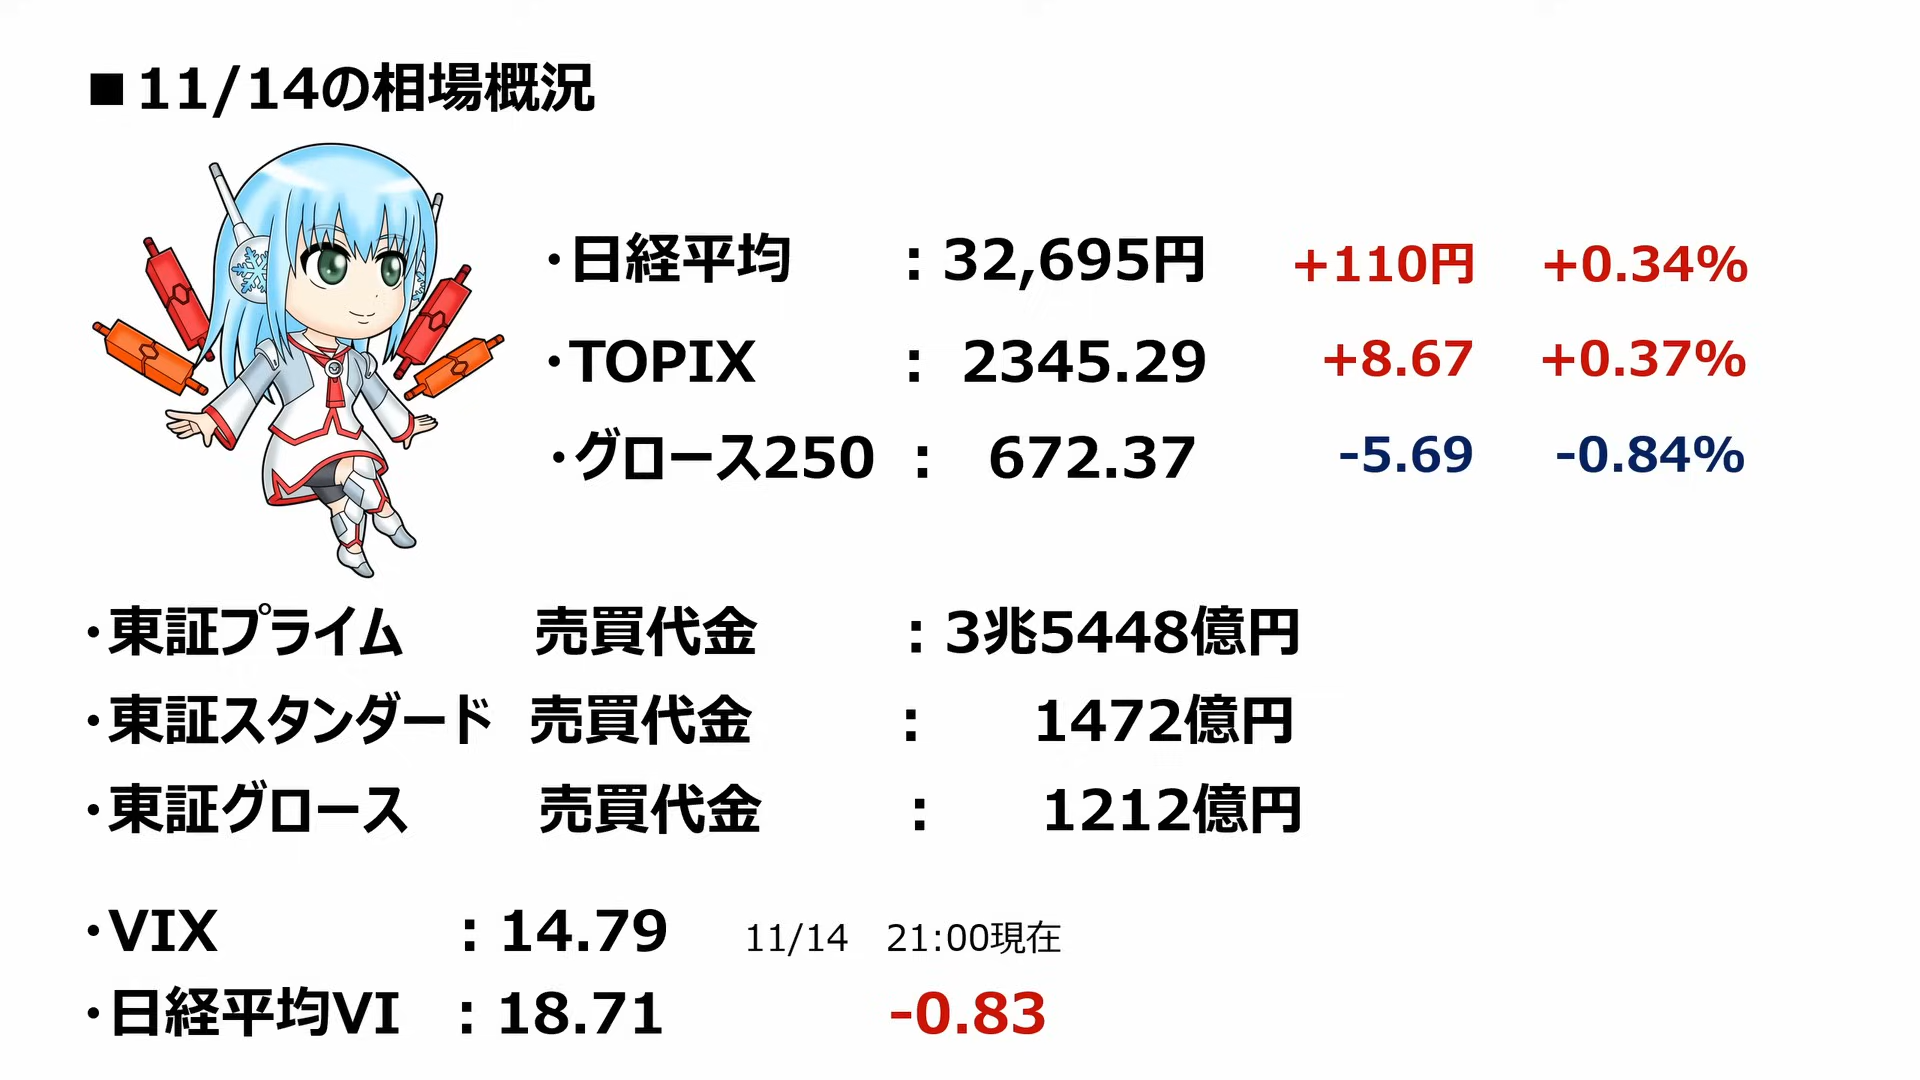 ■11/14の相場概況
・日経平均 ：32,695円 +110円 +0.34%
・TOPIX ： 2345.29 +8.67 +0.37%
・グロース250 ： 672.37 -5.69 -0.84%
・東証プライム 売買代金 ：3兆5448億円
・東証スタンダード 売買代金 ： 1472億円
・東証グロース 売買代金 ： 1212億円
・VIX ：14.79 11/14 21:00現在
・日経平均VI ：18.71 -0.83